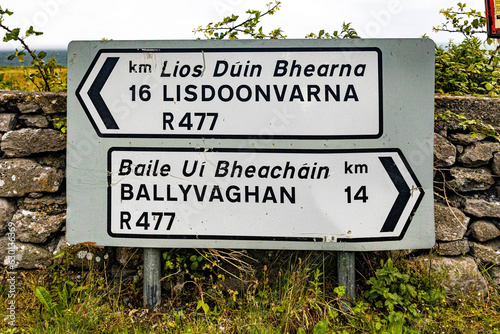 km Lios Dúin Bhearna
16 LISDOONVARNA
R477
Baile Uí Bheacháin km
BALLYVAGHAN 14
R477